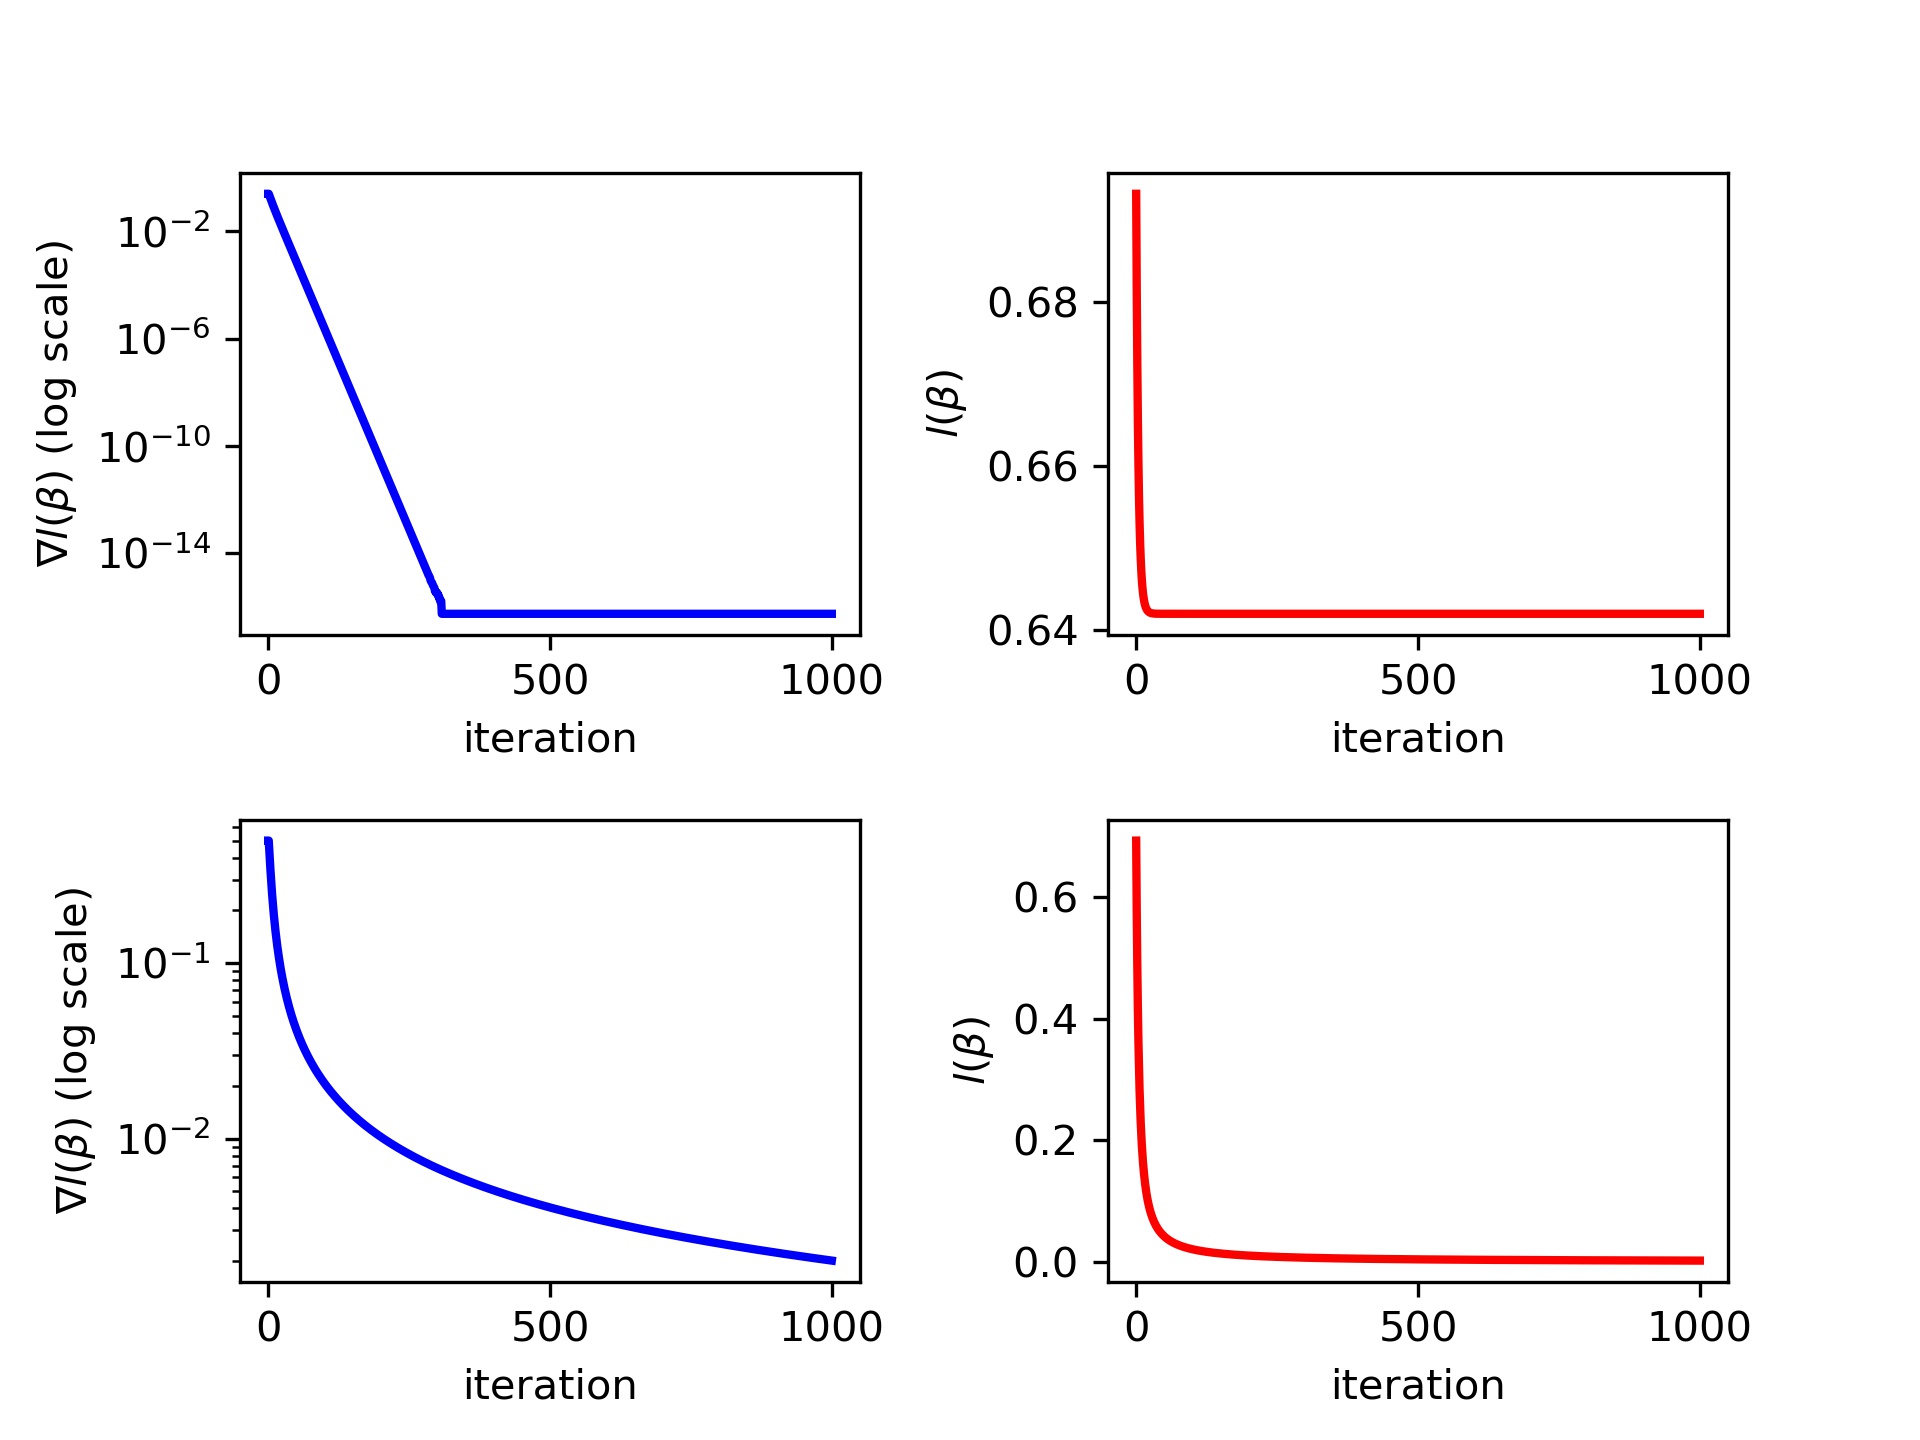 ∇l(β) (log scale)
10⁻²
10⁻⁶
10⁻¹⁰
10⁻¹⁴
0 500 1000
iteration
l(β)
0.68
0.66
0.64
0 500 1000
iteration
∇l(β) (log scale)
10⁻¹
10⁻²
0 500 1000
iteration
l(β)
0.6
0.4
0.2
0.0
0 500 1000
iteration